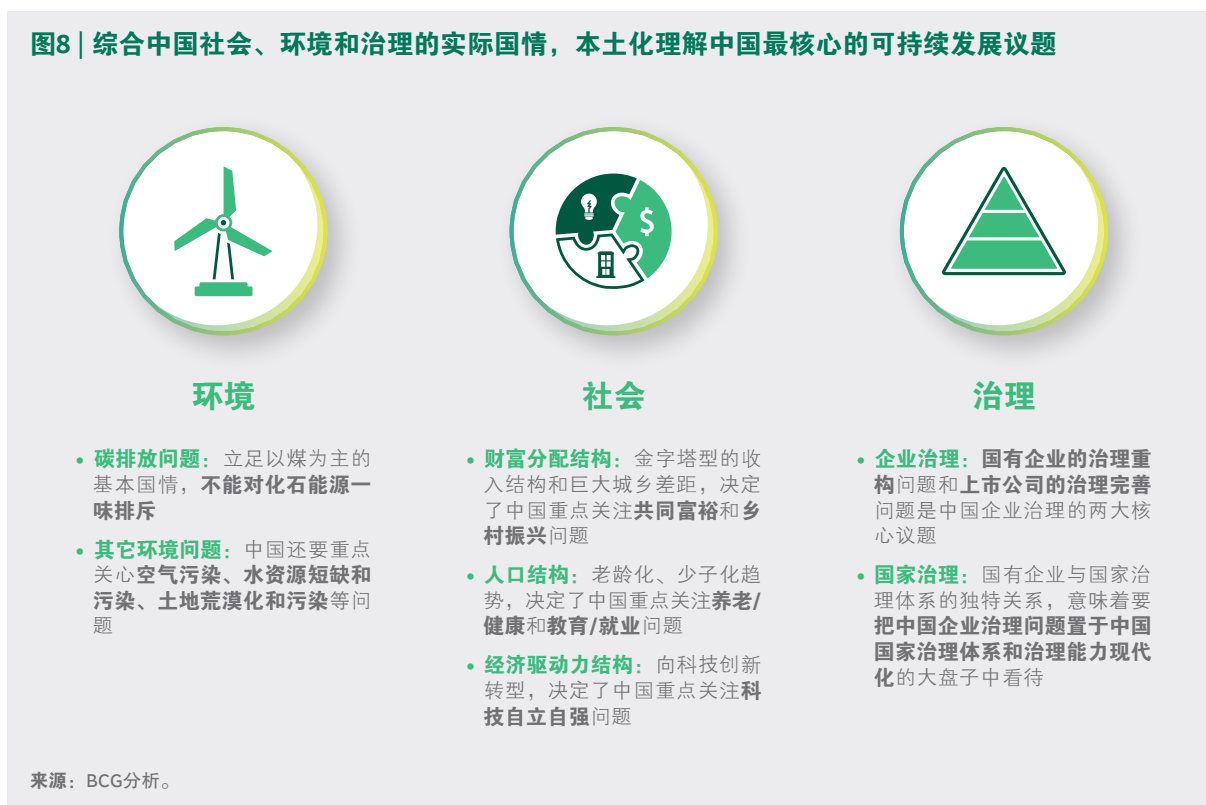 图8 | 综合中国社会、环境和治理的实际国情，本土化理解中国最核心的可持续发展议题
$
环境
• 碳排放问题：立足以煤为主的
基本国情，不能对化石能源一
味排斥
• 其它环境问题：中国还要重点
关心空气污染、水资源短缺和
污染、土地荒漠化和污染等问
题
社会
• 财富分配结构：金字塔型的收
入结构和巨大城乡差距，决定
了中国重点关注共同富裕和乡
村振兴问题
• 人口结构：老龄化、少子化趋
势，决定了中国重点关注养老/
健康和教育/就业问题
• 经济驱动力结构：向科技创新
转型，决定了中国重点关注科
技自立自强问题
治理
• 企业治理：国有企业的治理重
构问题和上市公司的治理完善
问题是中国企业治理的两大核
心议题
• 国家治理：国有企业与国家治
理体系的独特关系，意味着要
把中国企业治理问题置于中国
国家治理体系和治理能力现代
化的大盘子中看待
来源：BCG分析。